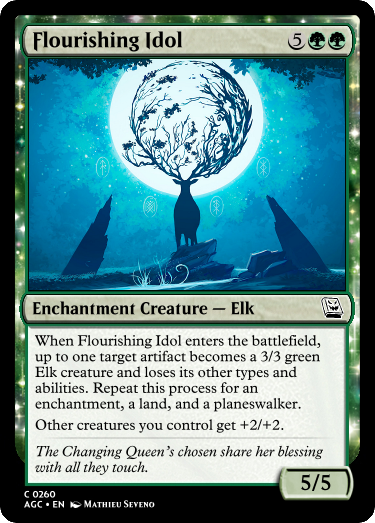 Flourishing Idol 5
Enchantment Creature — Elk
When Flourishing Idol enters the battlefield,
up to one target artifact becomes a 3/3 green
Elk creature and loses its other types and
abilities. Repeat this process for an
enchantment, a land, and a planeswalker.
Other creatures you control get +2/+2.
The Changing Queen's chosen share her blessing
with all they touch.
5/5
C 0260
AGC • EN Mathieu Seveno